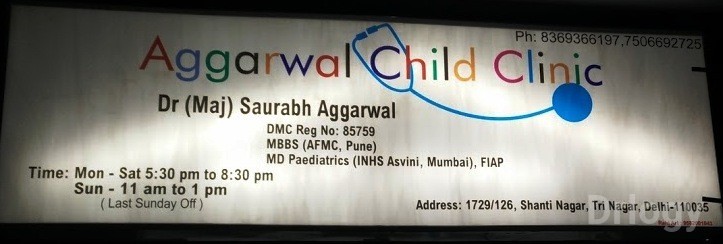 Ph: 8369366197,7506692725
Aggarwal Child Clinic
Dr (Maj) Saurabh Aggarwal
DMC Reg No: 85759
MBBS (AFMC, Pune)
MD Paediatrics (INHS Asvini, Mumbai), FIAP
Time: Mon - Sat 5:30 pm to 8:30 pm
Sun - 11 am to 1 pm
( Last Sunday Off )
Address: 1729/126, Shanti Nagar, Tri Nagar, Delhi-110035
Drlogy